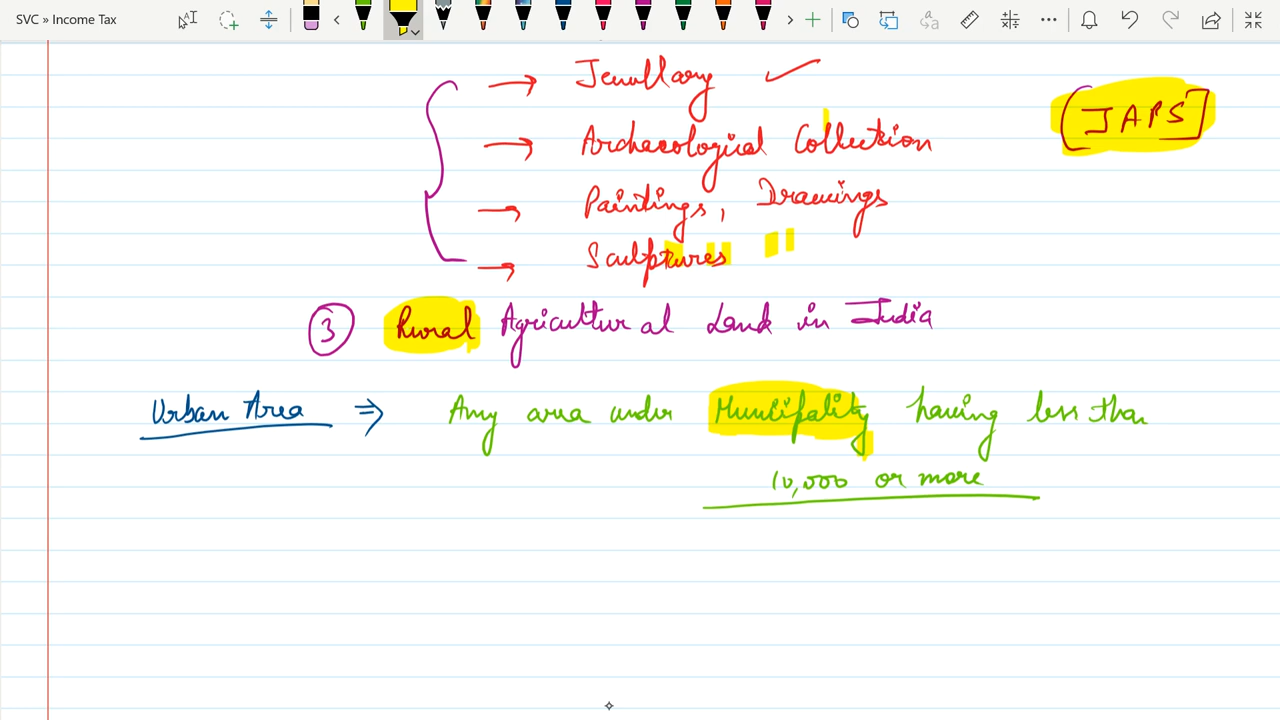 SVC » Income Tax
→ Jewellary ✓
[JAPS]
→ Archaeological Collection
→ Paintings, Drawings
→ Sculptures " "
③ Rural Agricultural Land in India
Urban Area ⇒ Any area under Muncipality having less than
10,000 or more